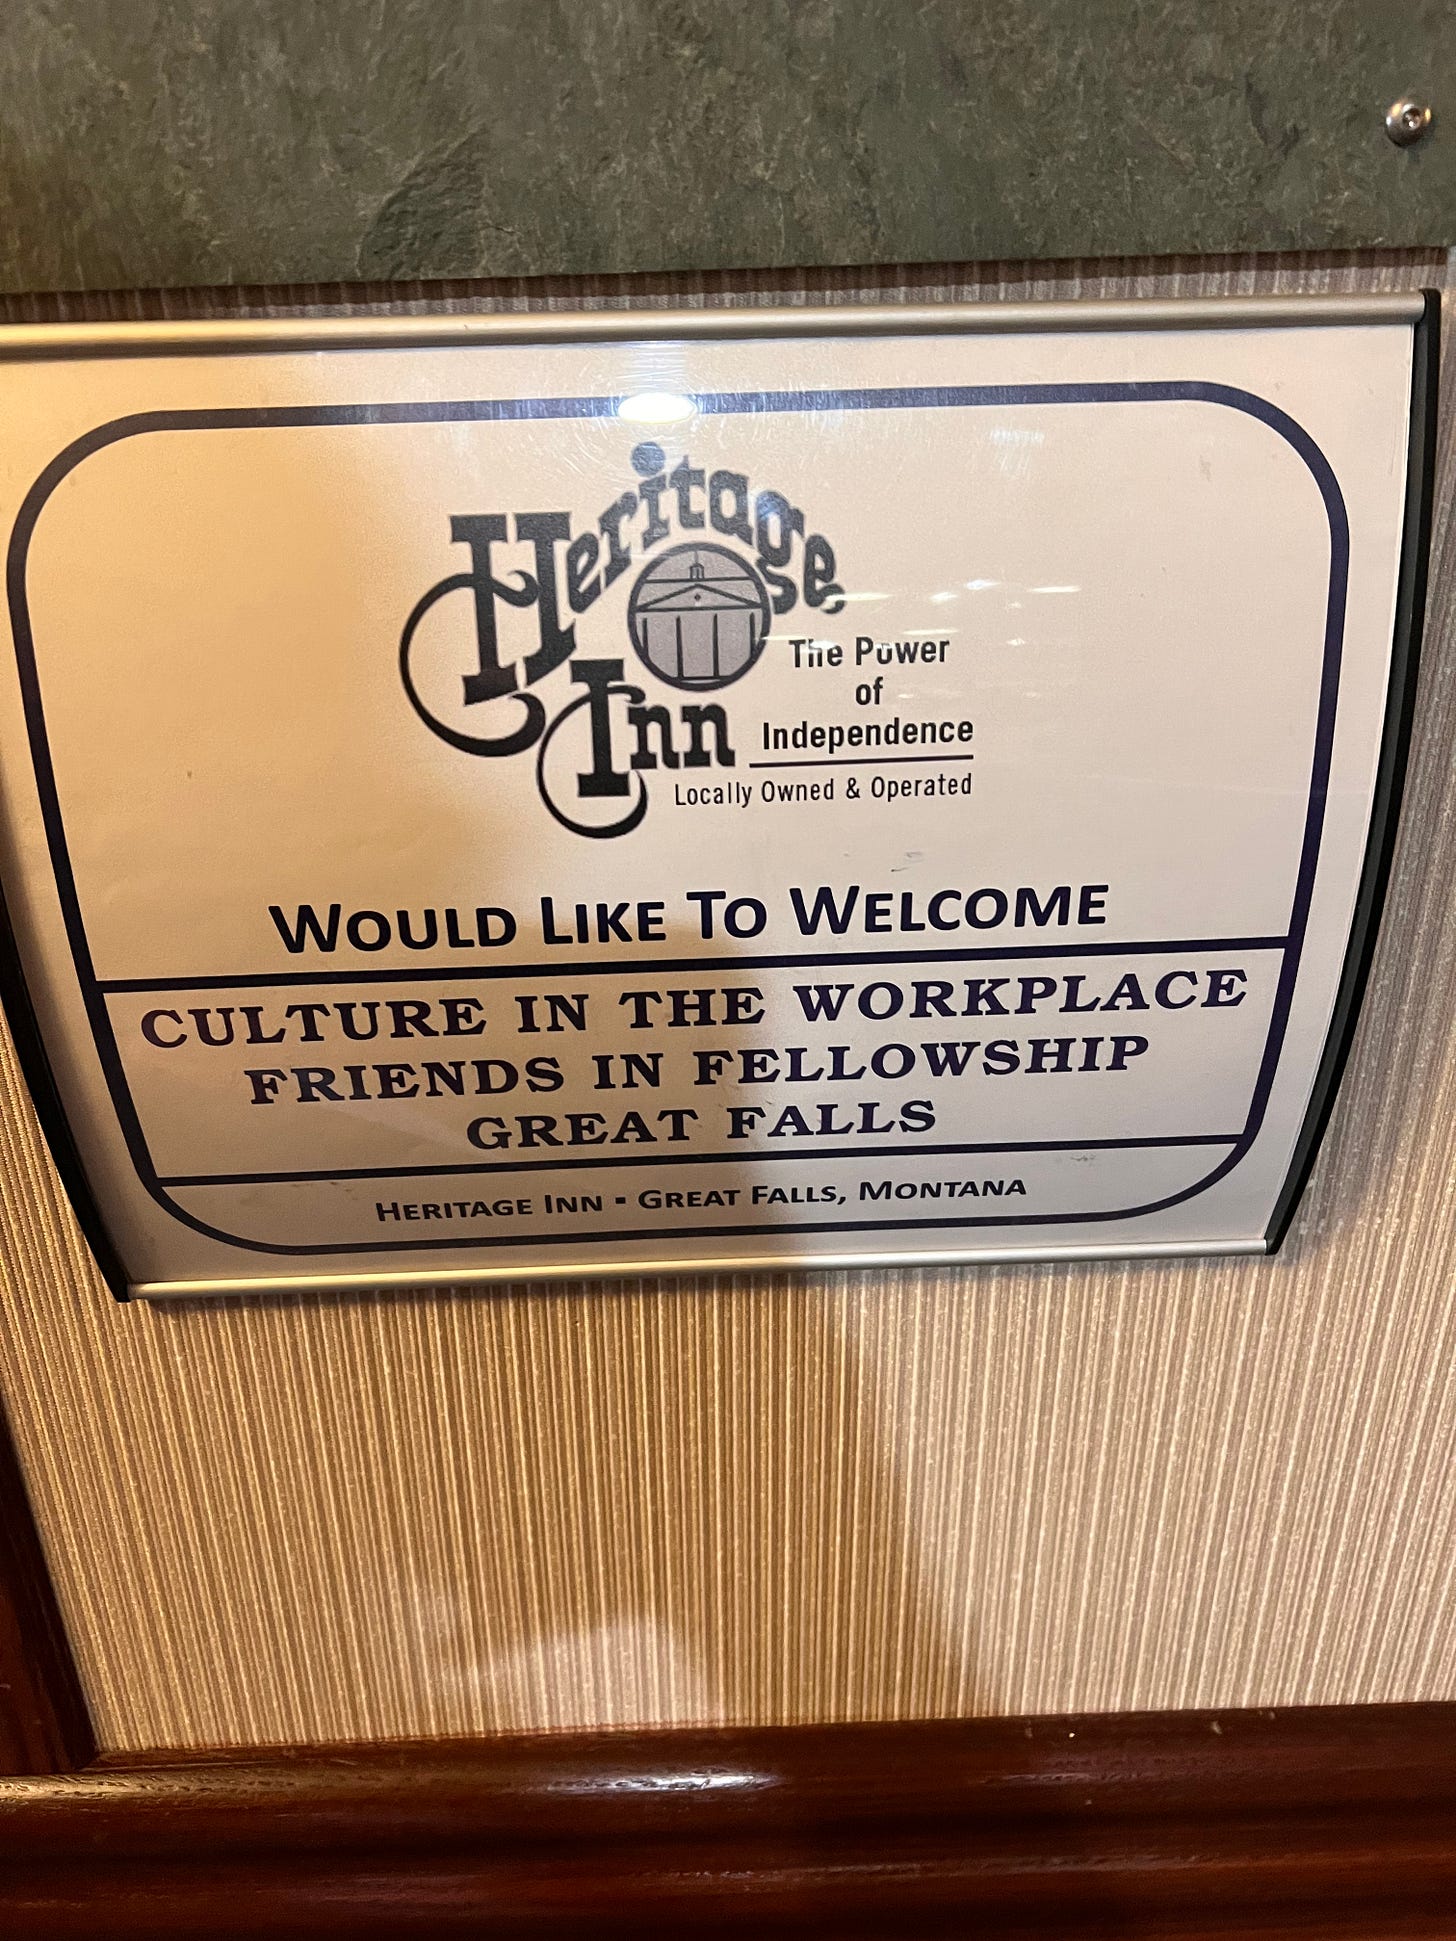 Heritage
Inn
The Power
of
Independence
Locally Owned & Operated
WOULD LIKE TO WELCOME
CULTURE IN THE WORKPLACE
FRIENDS IN FELLOWSHIP
GREAT FALLS
HERITAGE INN ▪ GREAT FALLS, MONTANA